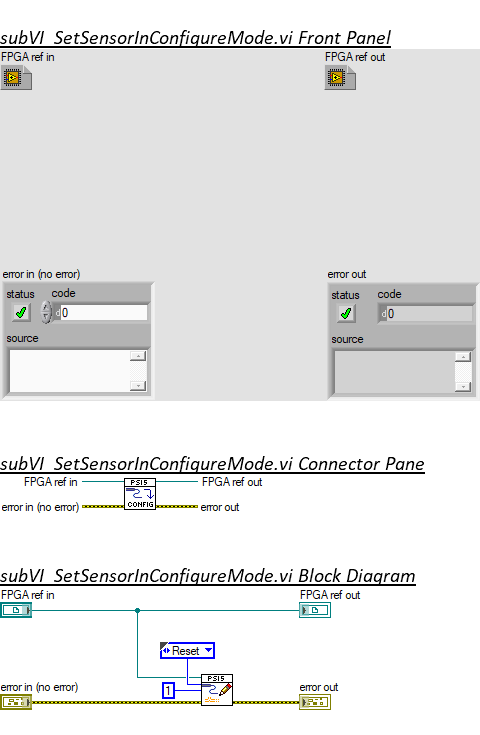 subVI_SetSensorInConfigureMode.vi Front Panel
FPGA ref in FPGA ref out
error in (no error) error out
status code status code
d 0 d 0
source source
subVI_SetSensorInConfigureMode.vi Connector Pane
FPGA ref in PSI5 FPGA ref out
error in (no error) CONFIG error out
subVI_SetSensorInConfigureMode.vi Block Diagram
FPGA ref in FPGA ref out
Reset
PSI5
error in (no error) 1 error out